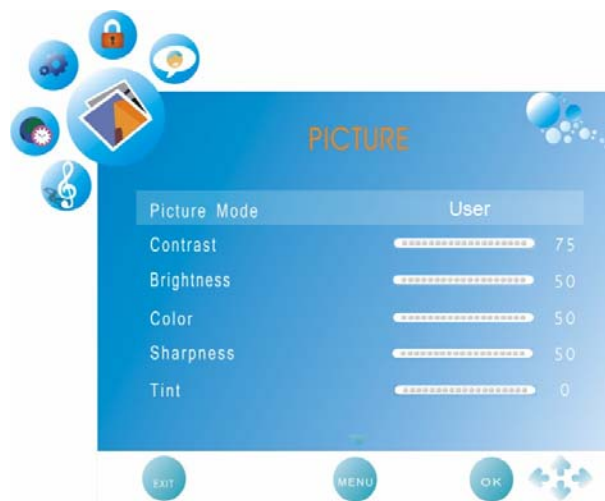 PICTURE
Picture Mode User
Contrast 75
Brightness 50
Color 50
Sharpness 50
Tint 0
EXIT MENU OK